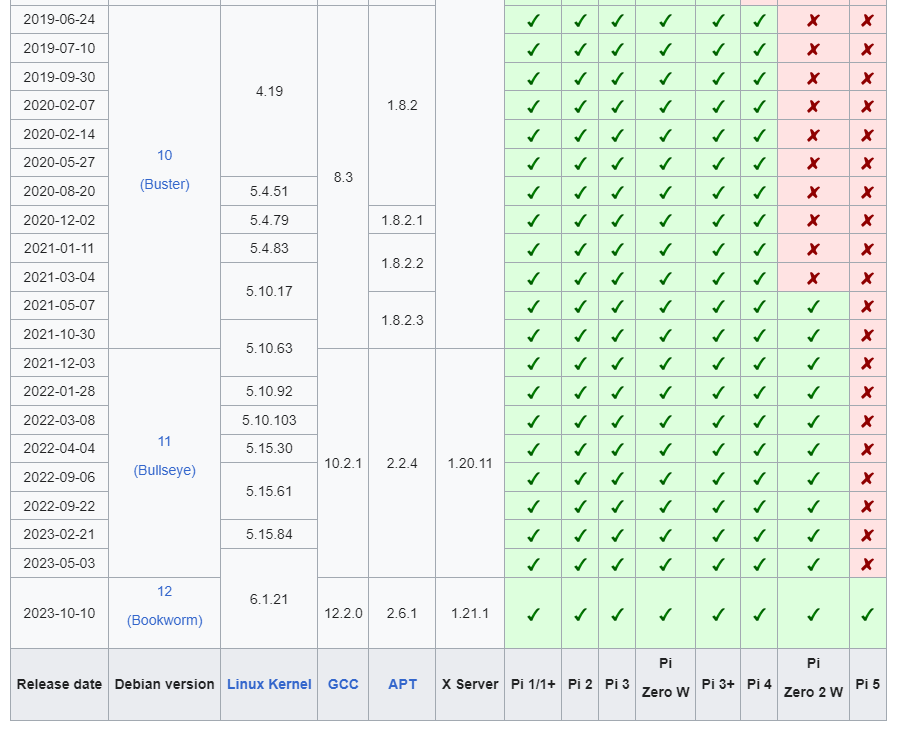 2019-06-24 ✓ ✓ ✓ ✓ ✓ ✓ ✗ ✗
2019-07-10 ✓ ✓ ✓ ✓ ✓ ✓ ✗ ✗
2019-09-30 ✓ ✓ ✓ ✓ ✓ ✓ ✗ ✗
4.19
2020-02-07 1.8.2 ✓ ✓ ✓ ✓ ✓ ✓ ✗ ✗
2020-02-14 ✓ ✓ ✓ ✓ ✓ ✓ ✗ ✗
10
2020-05-27 ✓ ✓ ✓ ✓ ✓ ✓ ✗ ✗
8.3
(Buster)
2020-08-20 5.4.51 ✓ ✓ ✓ ✓ ✓ ✓ ✗ ✗
2020-12-02 5.4.79 1.8.2.1 ✓ ✓ ✓ ✓ ✓ ✓ ✗ ✗
2021-01-11 5.4.83 ✓ ✓ ✓ ✓ ✓ ✓ ✗ ✗
1.8.2.2
2021-03-04 ✓ ✓ ✓ ✓ ✓ ✓ ✗ ✗
5.10.17
2021-05-07 ✓ ✓ ✓ ✓ ✓ ✓ ✓ ✗
1.8.2.3
2021-10-30 ✓ ✓ ✓ ✓ ✓ ✓ ✓ ✗
5.10.63
2021-12-03 ✓ ✓ ✓ ✓ ✓ ✓ ✓ ✗
2022-01-28 5.10.92 ✓ ✓ ✓ ✓ ✓ ✓ ✓ ✗
2022-03-08 5.10.103 ✓ ✓ ✓ ✓ ✓ ✓ ✓ ✗
11
2022-04-04 5.15.30 ✓ ✓ ✓ ✓ ✓ ✓ ✓ ✗
(Bullseye) 10.2.1 2.2.4 1.20.11
2022-09-06 ✓ ✓ ✓ ✓ ✓ ✓ ✓ ✗
5.15.61
2022-09-22 ✓ ✓ ✓ ✓ ✓ ✓ ✓ ✗
2023-02-21 5.15.84 ✓ ✓ ✓ ✓ ✓ ✓ ✓ ✗
2023-05-03 ✓ ✓ ✓ ✓ ✓ ✓ ✓ ✗
12
6.1.21
2023-10-10 12.2.0 2.6.1 1.21.1 ✓ ✓ ✓ ✓ ✓ ✓ ✓ ✓
(Bookworm)
Release date Debian version Linux Kernel GCC APT X Server Pi 1/1+ Pi 2 Pi 3 Pi Zero W Pi 3+ Pi 4 Pi Zero 2 W Pi 5